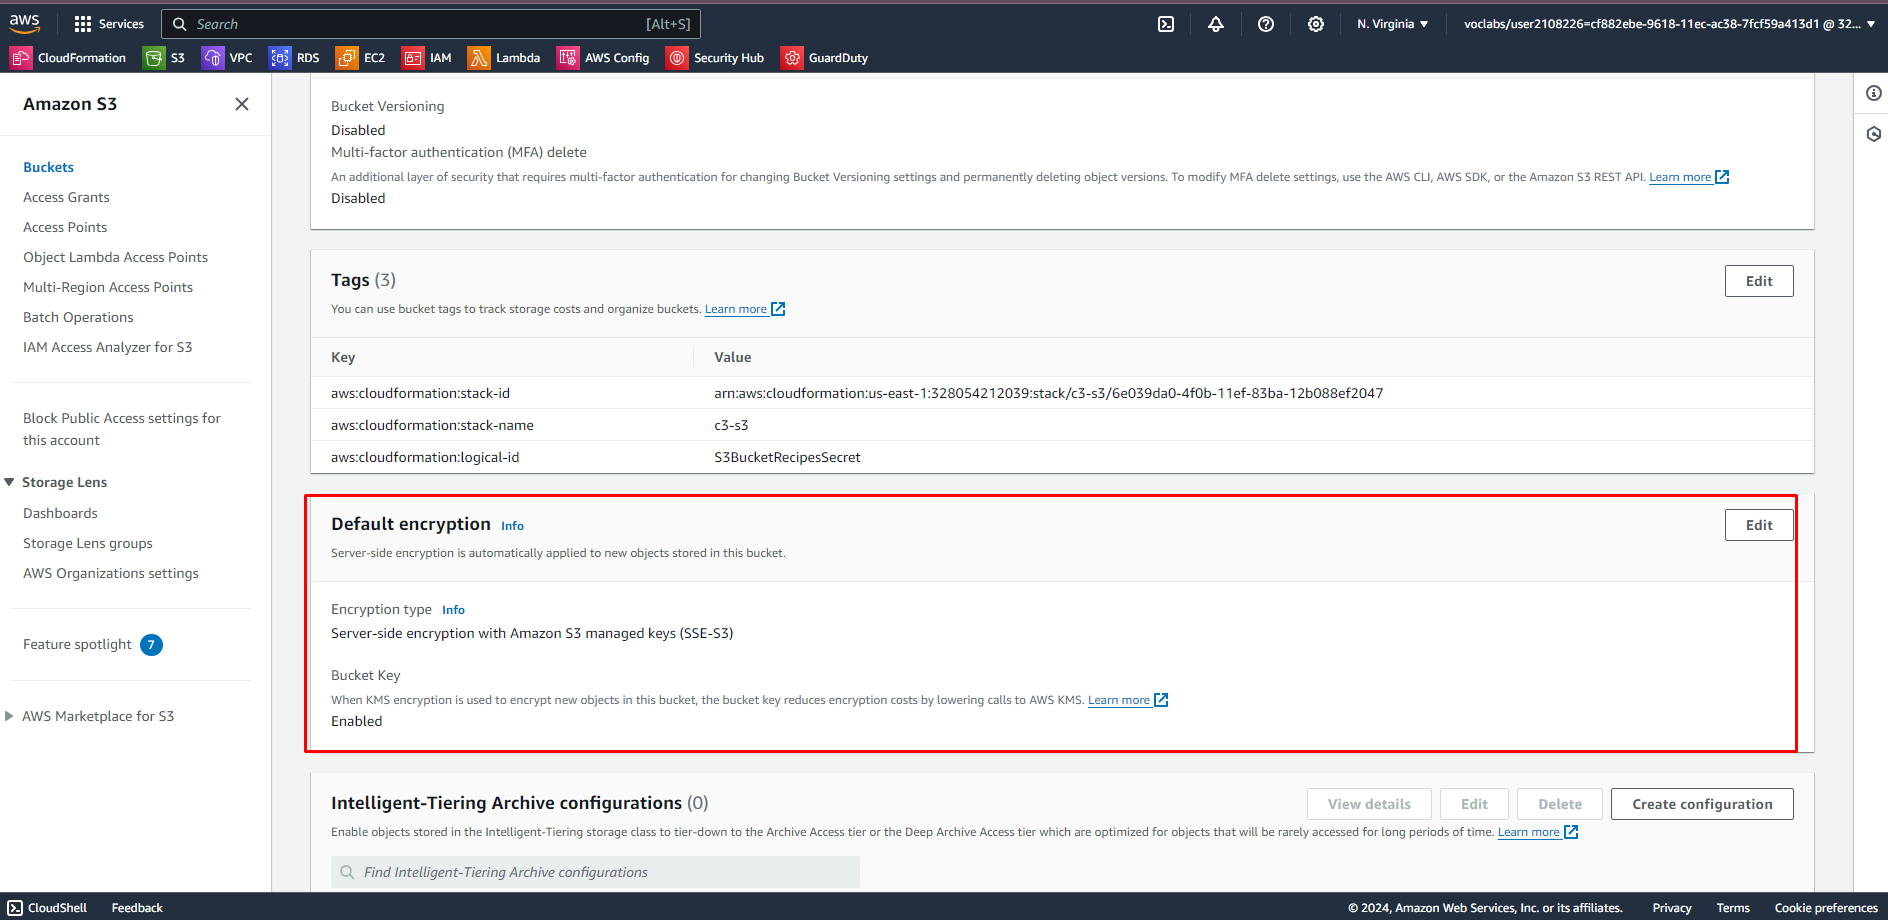 aws
Services
Search
[Alt+S]
N. Virginia
voclabs/user2108226=cf882ebe-9618-11ec-ac38-7fcf59a413d1 @ 32...
CloudFormation
S3
VPC
RDS
EC2
IAM
Lambda
AWS Config
Security Hub
GuardDuty
Amazon S3
Buckets
Access Grants
Access Points
Object Lambda Access Points
Multi-Region Access Points
Batch Operations
IAM Access Analyzer for S3
Block Public Access settings for
this account
Storage Lens
Dashboards
Storage Lens groups
AWS Organizations settings
Feature spotlight 7
AWS Marketplace for S3
Bucket Versioning
Disabled
Multi-factor authentication (MFA) delete
An additional layer of security that requires multi-factor authentication for changing Bucket Versioning settings and permanently deleting object versions. To modify MFA delete settings, use the AWS CLI, AWS SDK, or the Amazon S3 REST API. Learn more
Disabled
Tags (3)
Edit
You can use bucket tags to track storage costs and organize buckets. Learn more
Key Value
aws:cloudformation:stack-id arn:aws:cloudformation:us-east-1:328054212039:stack/c3-s3/6e039da0-4f0b-11ef-83ba-12b088ef2047
aws:cloudformation:stack-name c3-s3
aws:cloudformation:logical-id S3BucketRecipesSecret
Default encryption Info
Edit
Server-side encryption is automatically applied to new objects stored in this bucket.
Encryption type Info
Server-side encryption with Amazon S3 managed keys (SSE-S3)
Bucket Key
When KMS encryption is used to encrypt new objects in this bucket, the bucket key reduces encryption costs by lowering calls to AWS KMS. Learn more
Enabled
Intelligent-Tiering Archive configurations (0)
View details
Edit
Delete
Create configuration
Enable objects stored in the Intelligent-Tiering storage class to tier-down to the Archive Access tier or the Deep Archive Access tier which are optimized for objects that will be rarely accessed for long periods of time. Learn more
Find Intelligent-Tiering Archive configurations
CloudShell
Feedback
© 2024, Amazon Web Services, Inc. or its affiliates.
Privacy
Terms
Cookie preferences